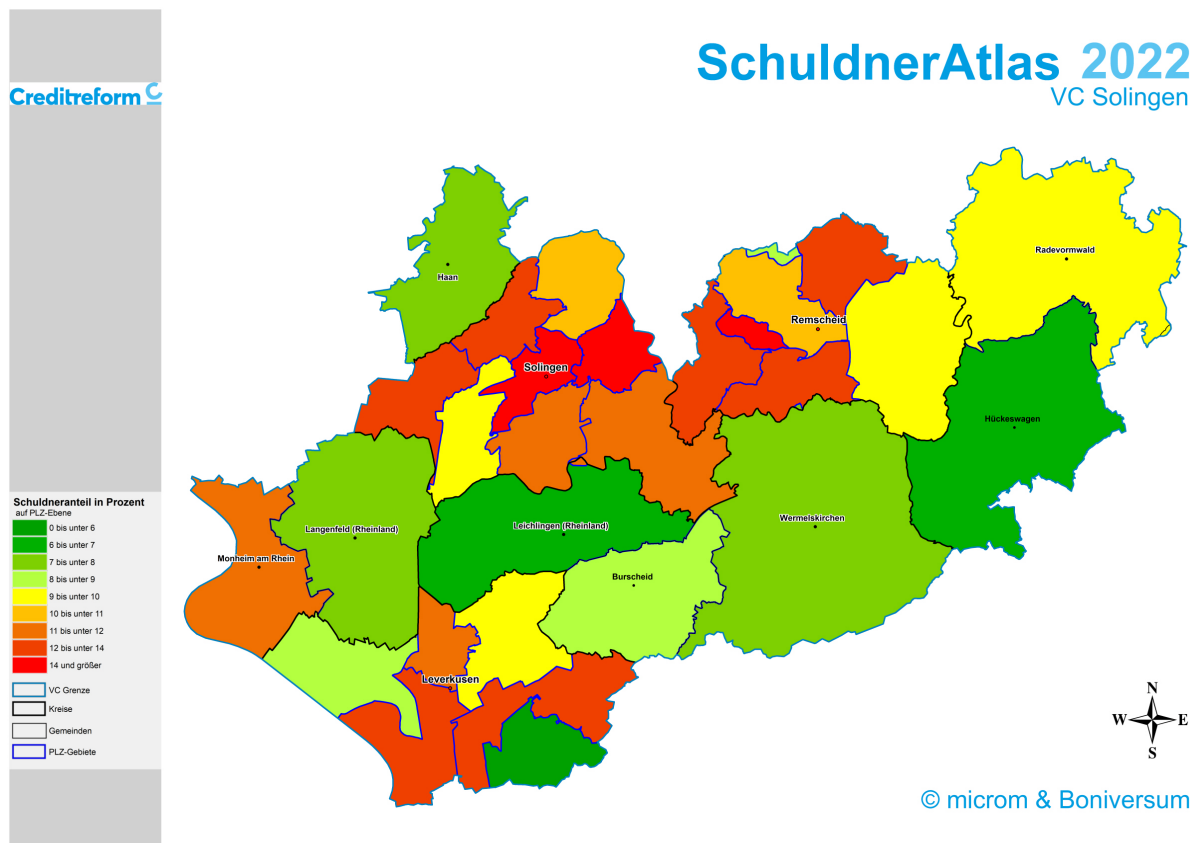 SchuldnerAtlas 2022
VC Solingen
Creditreform C
Haan
Radevormwald
Remscheid
Solingen
Hückeswagen
Langenfeld (Rheinland)
Leichlingen (Rheinland)
Wermelskirchen
Monheim am Rhein
Burscheid
Leverkusen
Schuldneranteil in Prozent
auf PLZ-Ebene
0 bis unter 6
6 bis unter 7
7 bis unter 8
8 bis unter 9
9 bis unter 10
10 bis unter 11
11 bis unter 12
12 bis unter 14
14 und größer
VC Grenze
Kreise
Gemeinden
PLZ-Gebiete
N
W E
S
© microm & Boniversum